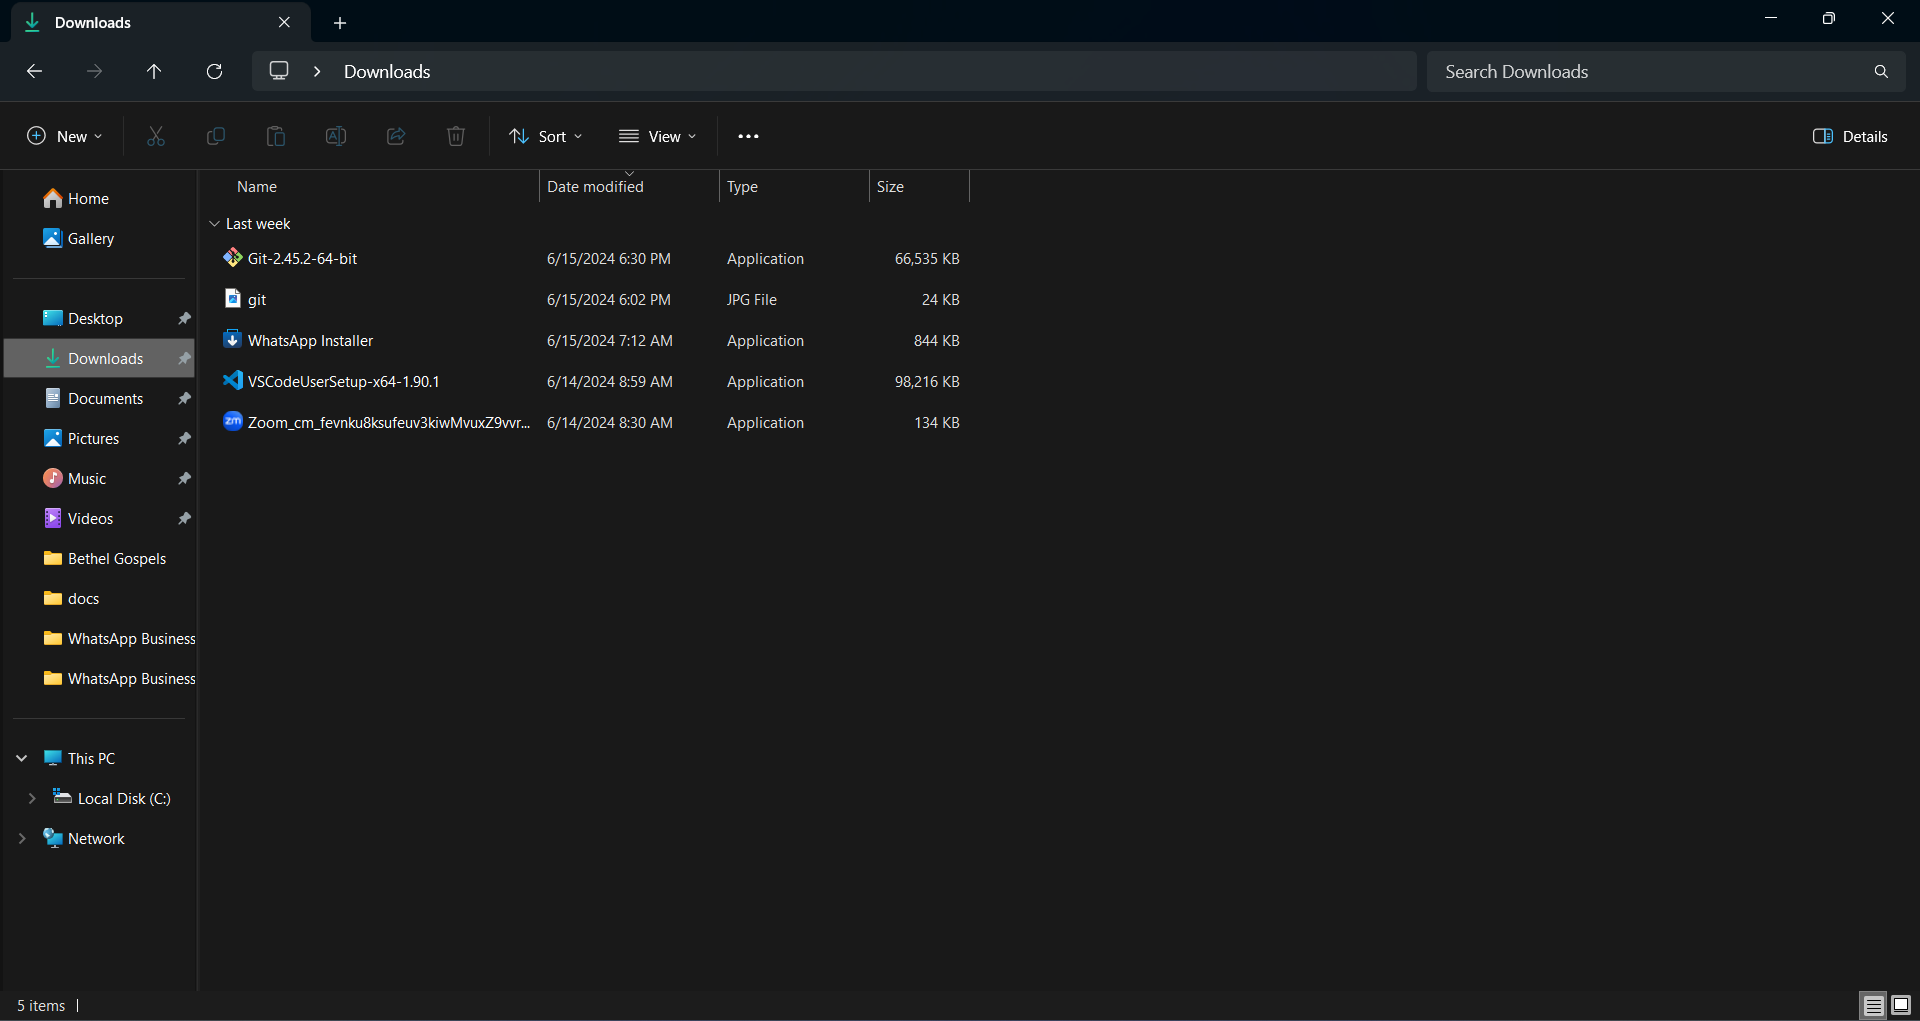 Downloads
Downloads
Search Downloads
New
Sort
View
Details
Name Date modified Type Size
Home
Gallery
Desktop
Downloads
Documents
Pictures
Music
Videos
Bethel Gospels
docs
WhatsApp Business
WhatsApp Business
This PC
Local Disk (C:)
Network
Last week
Git-2.45.2-64-bit 6/15/2024 6:30 PM Application 66,535 KB
git 6/15/2024 6:02 PM JPG File 24 KB
WhatsApp Installer 6/15/2024 7:12 AM Application 844 KB
VSCodeUserSetup-x64-1.90.1 6/14/2024 8:59 AM Application 98,216 KB
zm Zoom_cm_fevnku8ksufeuv3kiwMvuxZ9vvr... 6/14/2024 8:30 AM Application 134 KB
5 items